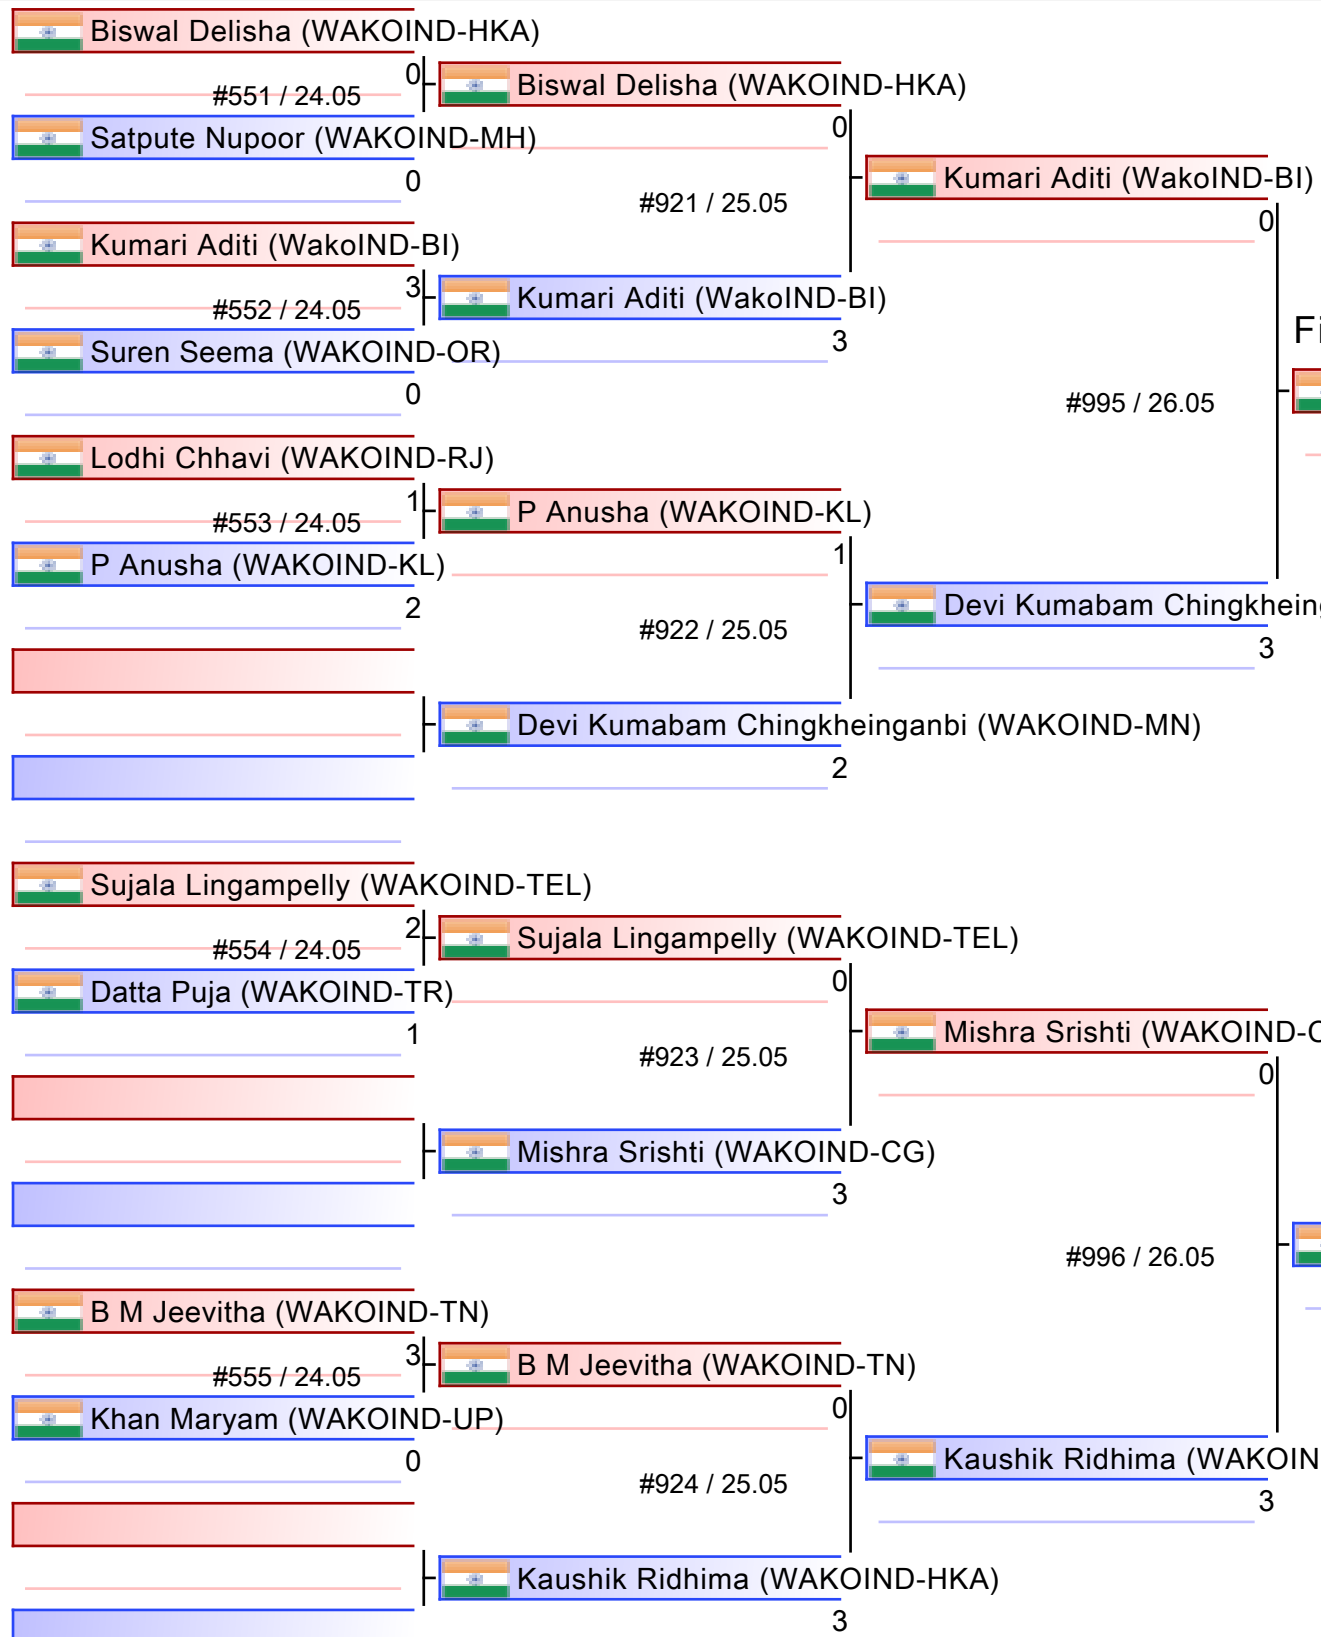 Biswal Delisha (WAKOIND-HKA)
0
#551 / 24.05
Satpute Nupoor (WAKOIND-MH)
0
Kumari Aditi (WakoIND-BI)
3
#552 / 24.05
Suren Seema (WAKOIND-OR)
0
Lodhi Chhavi (WAKOIND-RJ)
1
#553 / 24.05
P Anusha (WAKOIND-KL)
2
Sujala Lingampelly (WAKOIND-TEL)
2
#554 / 24.05
Datta Puja (WAKOIND-TR)
1
B M Jeevitha (WAKOIND-TN)
3
#555 / 24.05
Khan Maryam (WAKOIND-UP)
0
Biswal Delisha (WAKOIND-HKA)
0
#921 / 25.05
Kumari Aditi (WakoIND-BI)
3
P Anusha (WAKOIND-KL)
1
#922 / 25.05
Devi Kumabam Chingkheinganbi (WAKOIND-MN)
2
Sujala Lingampelly (WAKOIND-TEL)
0
#923 / 25.05
Mishra Srishti (WAKOIND-CG)
3
B M Jeevitha (WAKOIND-TN)
0
#924 / 25.05
Kaushik Ridhima (WAKOIND-HKA)
3
Kumari Aditi (WakoIND-BI)
0
#995 / 26.05
Devi Kumabam
3
Mishra Srishti
0
#996 / 26.05
Kaushik Ridhima
3